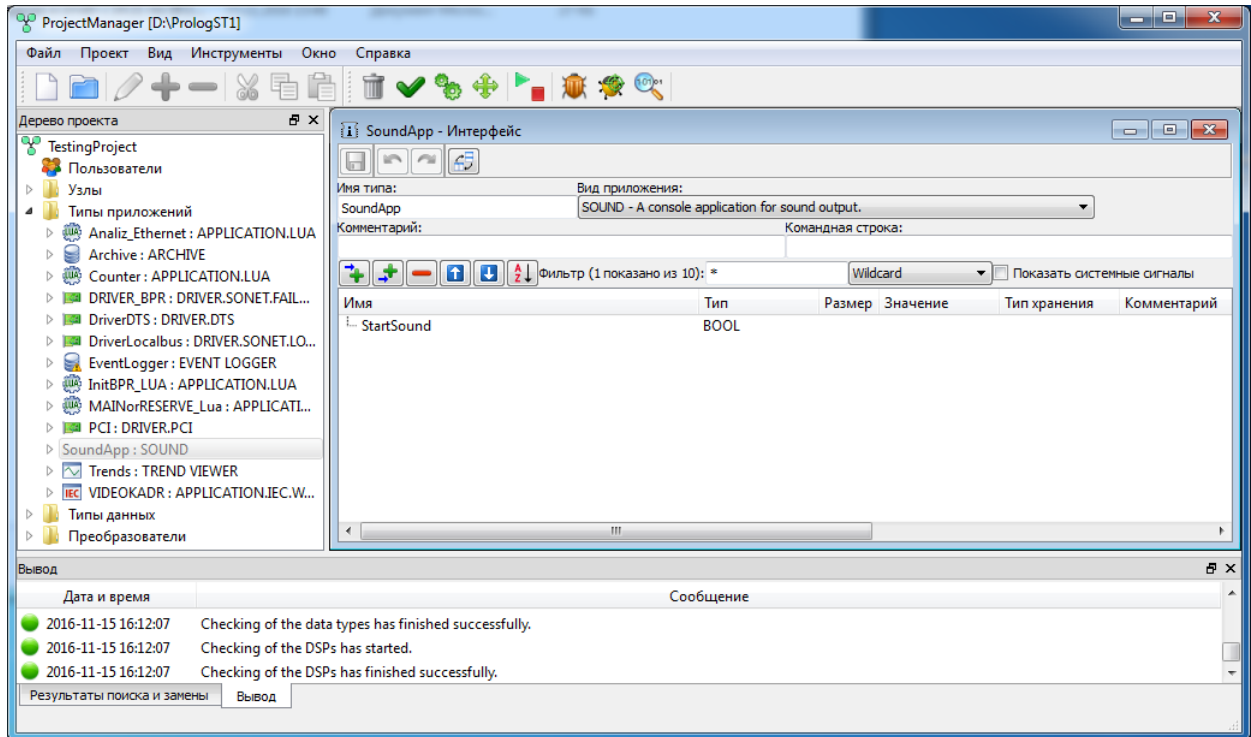 ProjectManager [D:\PrologST1]
Файл Проект Вид Инструменты Окно Справка
Дерево проекта
TestingProject
Пользователи
Узлы
Типы приложений
Analiz_Ethernet : APPLICATION.LUA
Archive : ARCHIVE
Counter : APPLICATION.LUA
DRIVER_BPR : DRIVER.SONET.FAIL...
DriverDTS : DRIVER.DTS
DriverLocalbus : DRIVER.SONET.LO...
EventLogger : EVENT LOGGER
InitBPR_LUA : APPLICATION.LUA
MAINorRESERVE_Lua : APPLICATI...
PCI : DRIVER.PCI
SoundApp : SOUND
Trends : TREND VIEWER
VIDEOKADR : APPLICATION.IEC.W...
Типы данных
Преобразователи
SoundApp - Интерфейс
Имя типа: Вид приложения:
SoundApp SOUND - A console application for sound output.
Комментарий: Командная строка:
Фильтр (1 показано из 10): * Wildcard Показать системные сигналы
Имя Тип Размер Значение Тип хранения Комментарий
StartSound BOOL
Вывод
Дата и время Сообщение
2016-11-15 16:12:07 Checking of the data types has finished successfully.
2016-11-15 16:12:07 Checking of the DSPs has started.
2016-11-15 16:12:07 Checking of the DSPs has finished successfully.
Результаты поиска и замены Вывод